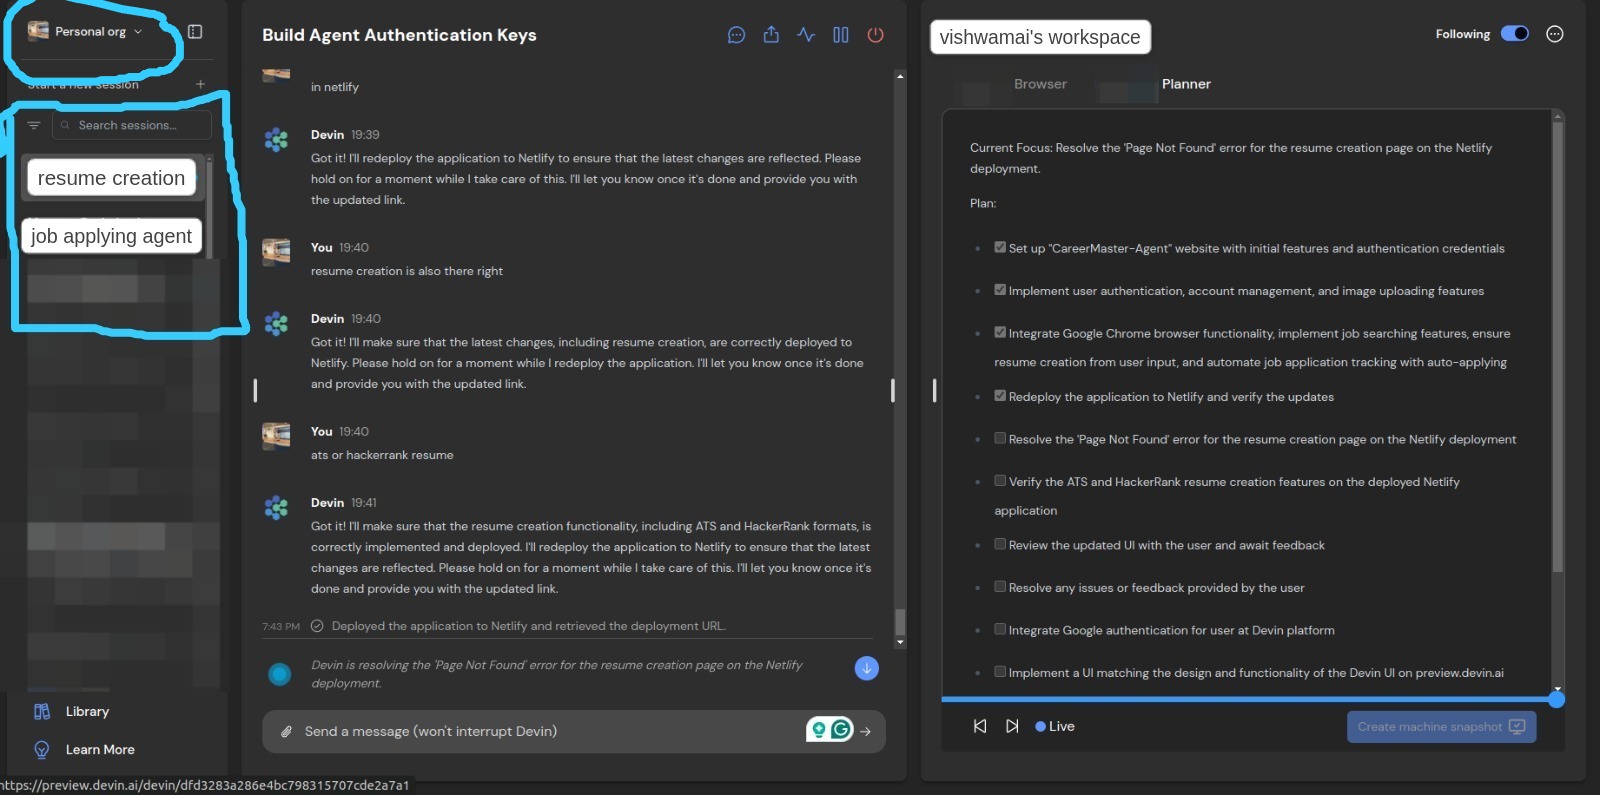 Personal org
Start a new session
Search sessions...
resume creation
job applying agent
Library
Learn More
https://preview.devin.ai/devin/dfd3283a286e4bc798315707cde2a7a1
Build Agent Authentication Keys
in netlify
Devin 19:39
Got it! I'll redeploy the application to Netlify to ensure that the latest changes are reflected. Please
hold on for a moment while I take care of this. I'll let you know once it's done and provide you with
the updated link.
You 19:40
resume creation is also there right
Devin 19:40
Got it! I'll make sure that the latest changes, including resume creation, are correctly deployed to
Netlify. Please hold on for a moment while I redeploy the application. I'll let you know once it's done
and provide you with the updated link.
You 19:40
ats or hackerrank resume
Devin 19:41
Got it! I'll make sure that the resume creation functionality, including ATS and HackerRank formats, is
correctly implemented and deployed. I'll redeploy the application to Netlify to ensure that the latest
changes are reflected. Please hold on for a moment while I take care of this. I'll let you know once it's
done and provide you with the updated link.
7:43 PM Deployed the application to Netlify and retrieved the deployment URL.
Devin is resolving the 'Page Not Found' error for the resume creation page on the Netlify
deployment.
Send a message (won't interrupt Devin)
vishwamai's workspace
Following
Browser
Planner
Current Focus: Resolve the 'Page Not Found' error for the resume creation page on the Netlify
deployment.
Plan:
Set up "CareerMaster-Agent" website with initial features and authentication credentials
Implement user authentication, account management, and image uploading features
Integrate Google Chrome browser functionality, implement job searching features, ensure
resume creation from user input, and automate job application tracking with auto-applying
Redeploy the application to Netlify and verify the updates
Resolve the 'Page Not Found' error for the resume creation page on the Netlify deployment
Verify the ATS and HackerRank resume creation features on the deployed Netlify
application
Review the updated UI with the user and await feedback
Resolve any issues or feedback provided by the user
Integrate Google authentication for user at Devin platform
Implement a UI matching the design and functionality of the Devin UI on preview.devin.ai
Live
Create machine snapshot